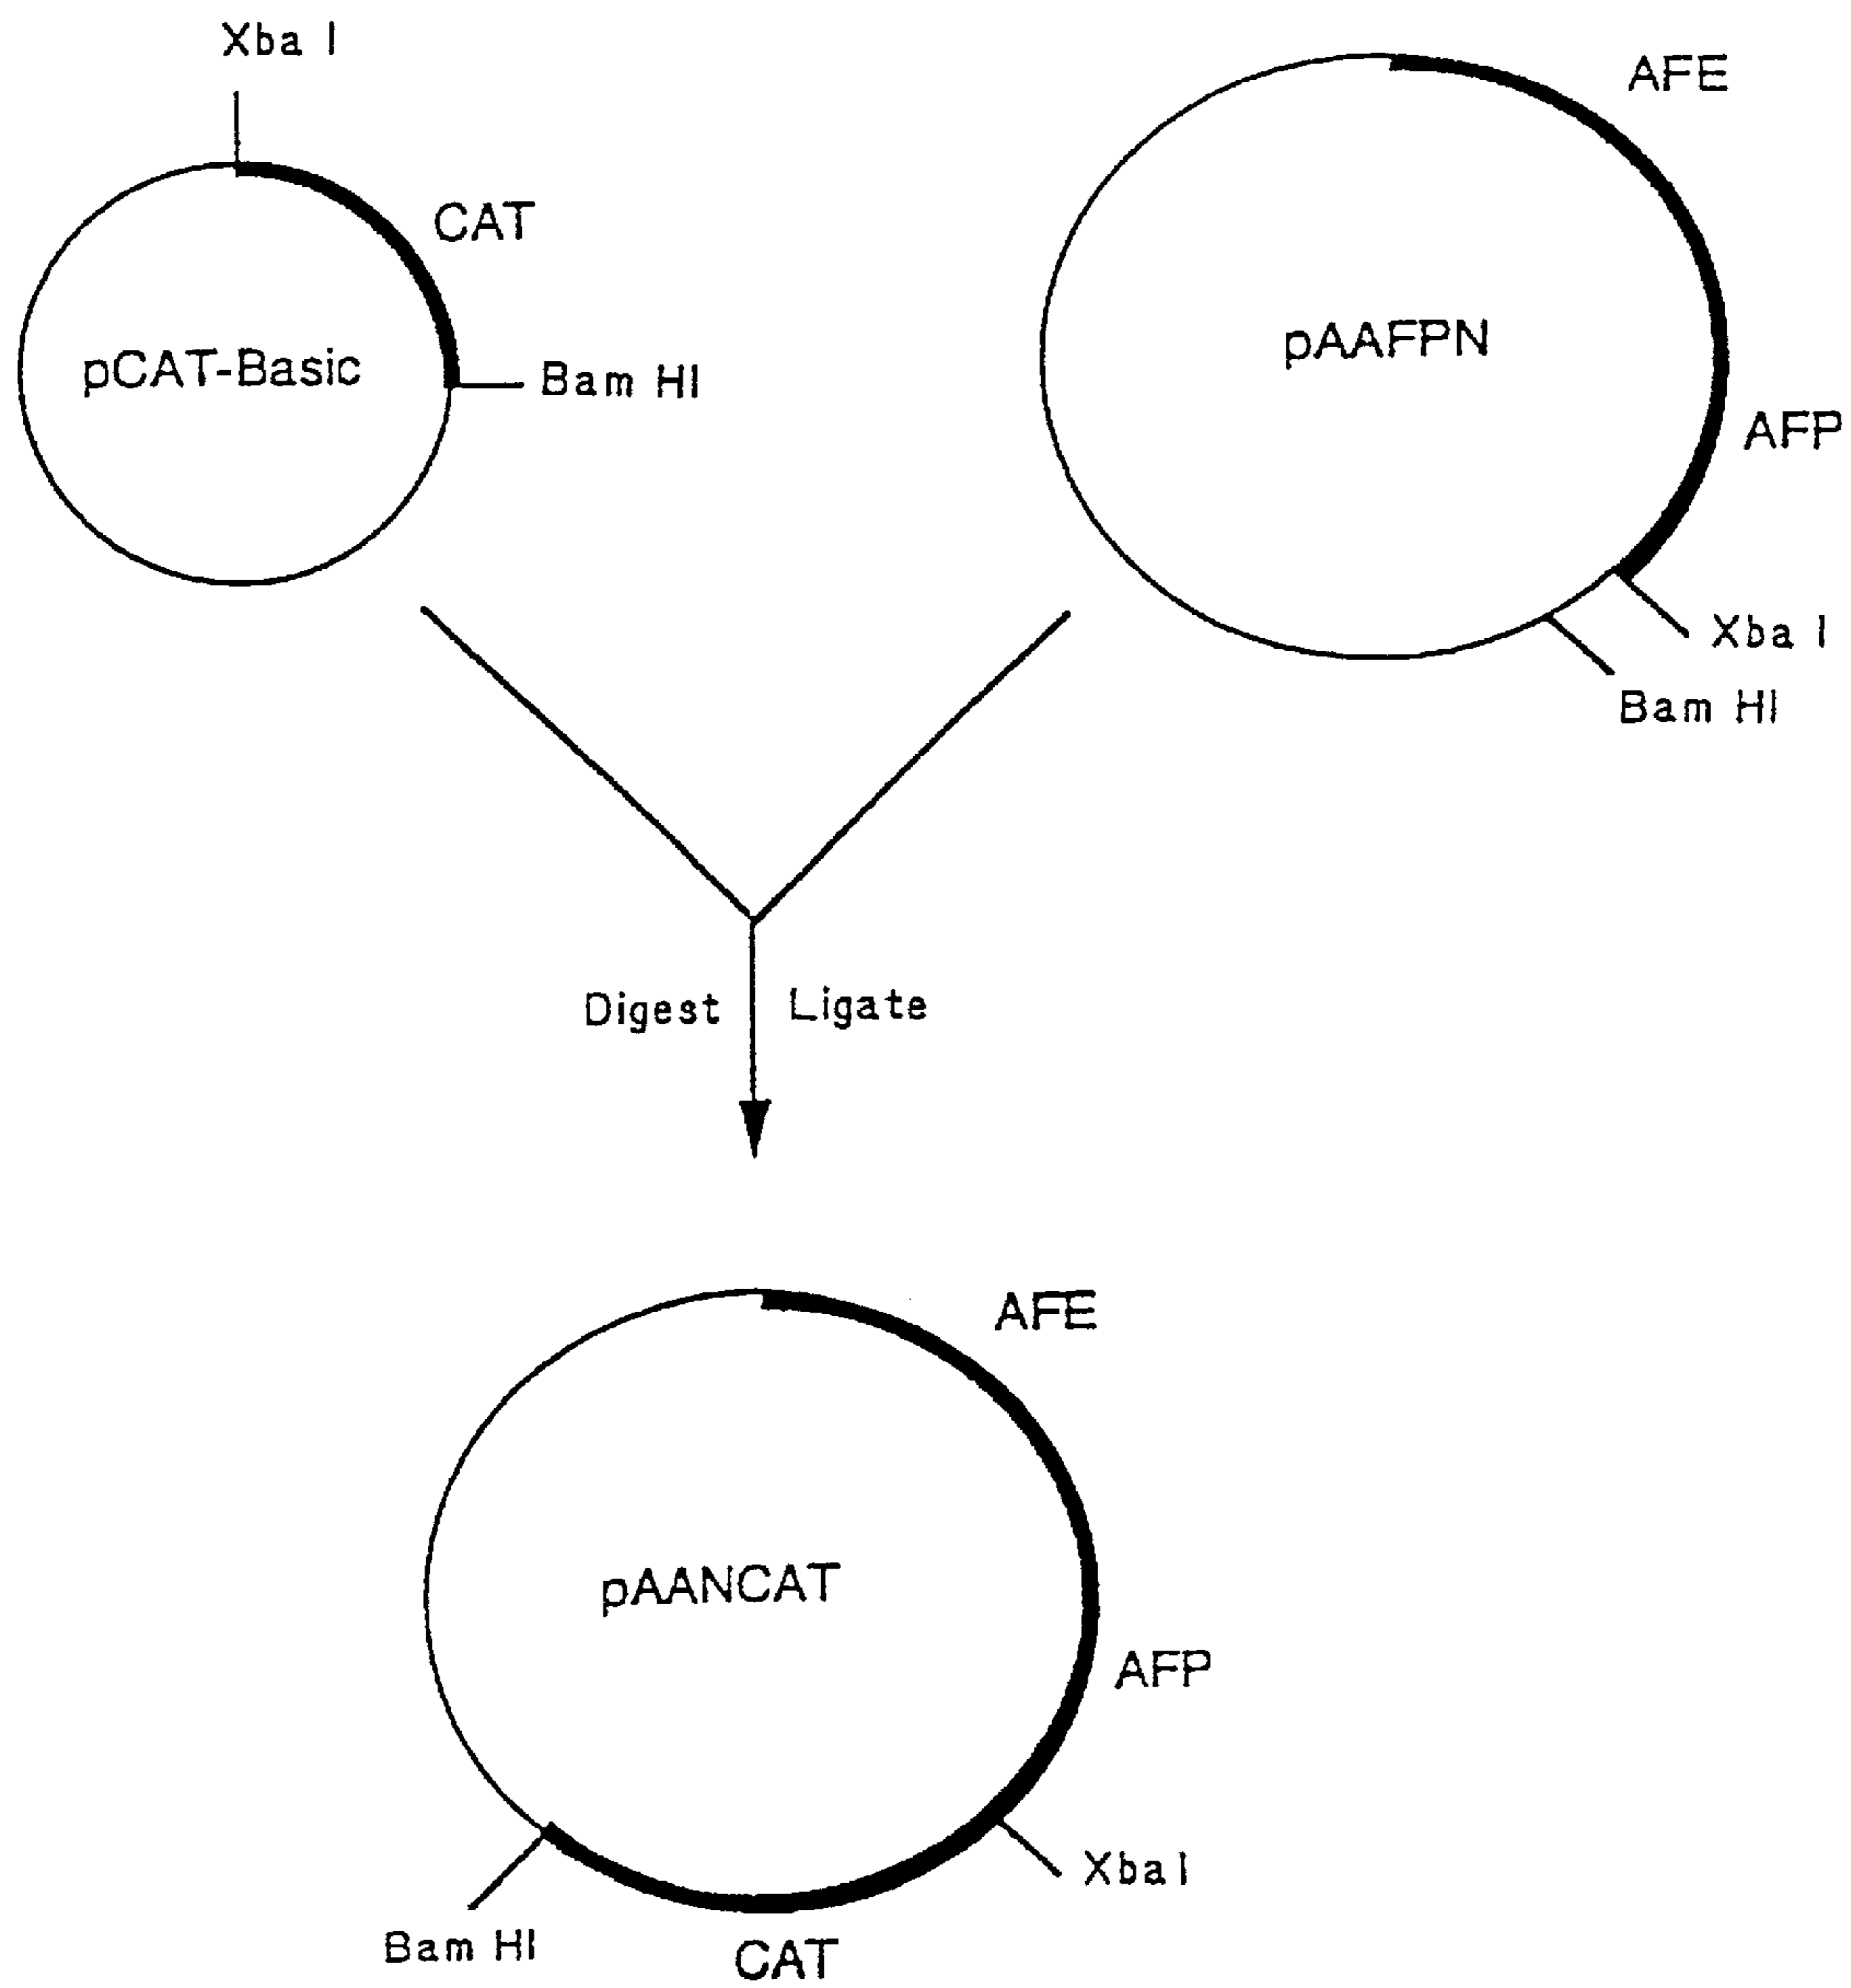 Xba I
CAT
pCAT-Basic
Bam HI
AFE
pAAFPN
AFP
Xba I
Bam HI
Digest
Ligate
AFE
pAANCAT
AFP
XbaI
Bam HI
CAT